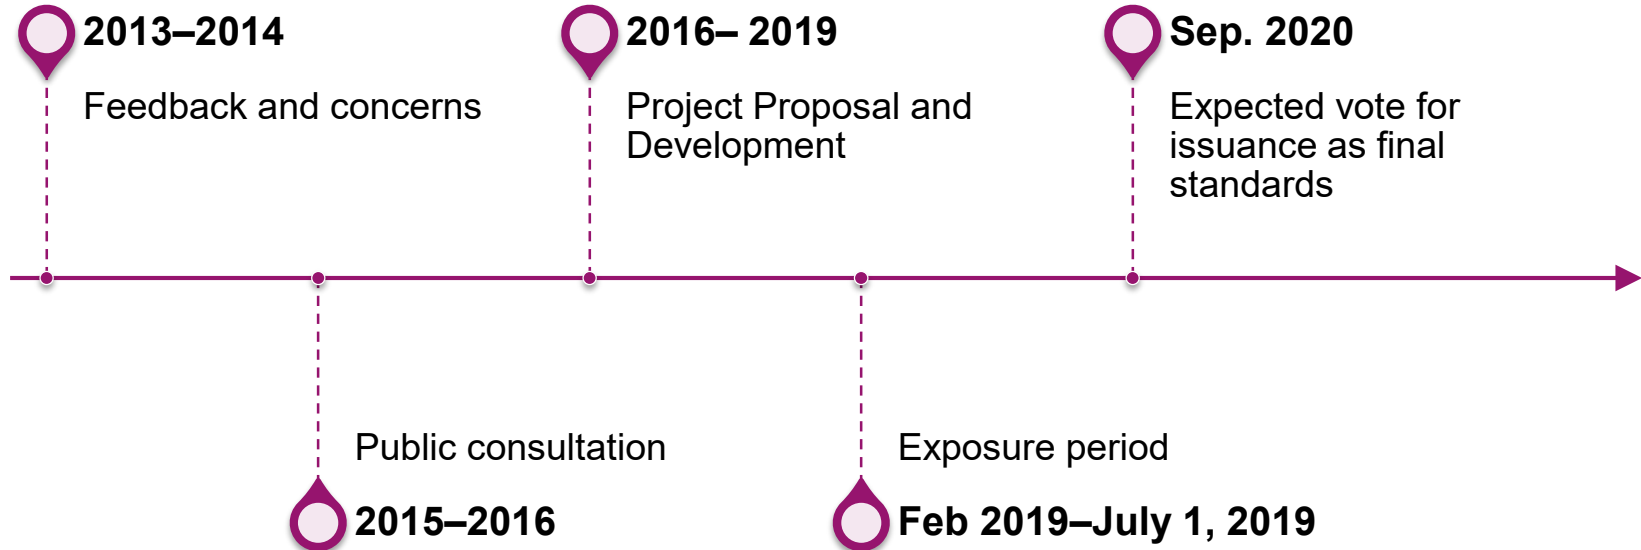 2013–2014
Feedback and concerns
Public consultation
2015–2016
2016– 2019
Project Proposal and
Development
Exposure period
Feb 2019–July 1, 2019
Sep. 2020
Expected vote for
issuance as final
standards